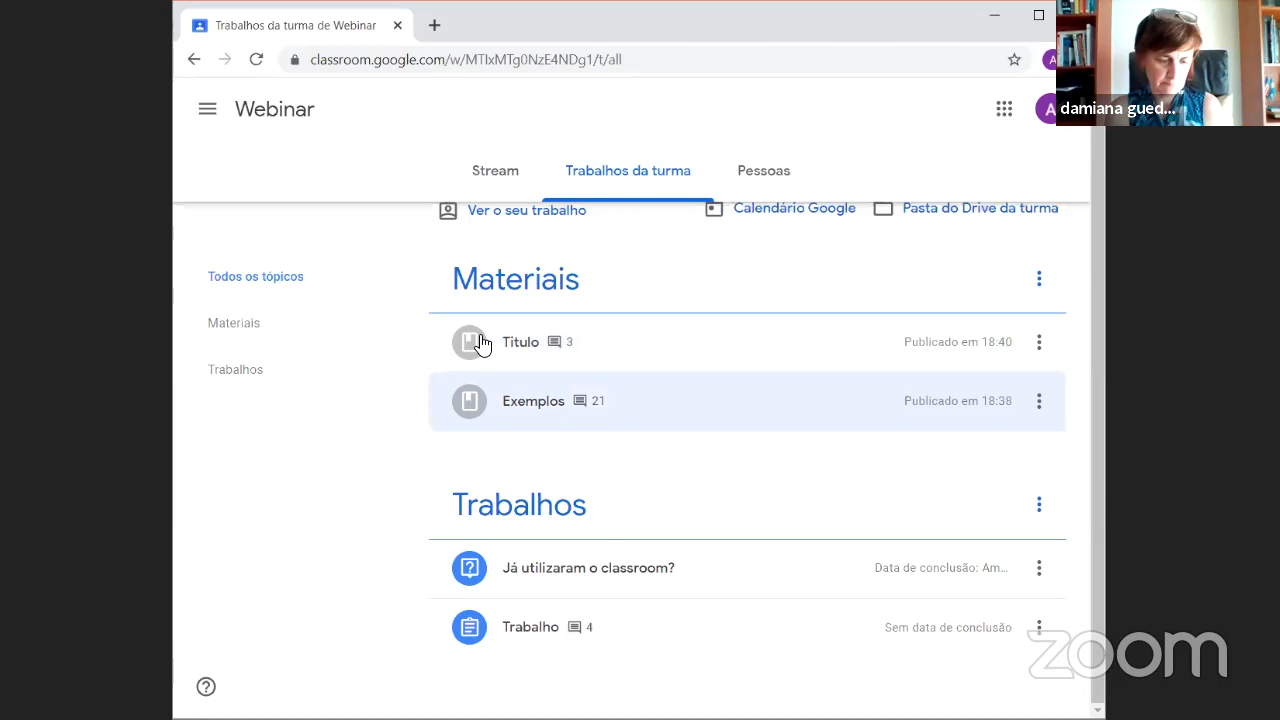 Trabalhos da turma de Webinar
classroom.google.com/w/MTIxMTg0NzE4NDg1/t/all
A
damiana gued...
Webinar
A
Stream
Trabalhos da turma
Pessoas
Ver o seu trabalho
Calendário Google
Pasta do Drive da turma
Todos os tópicos
Materiais
Trabalhos
Materiais
Titulo 3
Publicado em 18:40
Exemplos 21
Publicado em 18:38
Trabalhos
Já utilizaram o classroom?
Data de conclusão: Am...
Trabalho 4
Sem data de conclusão
zoom